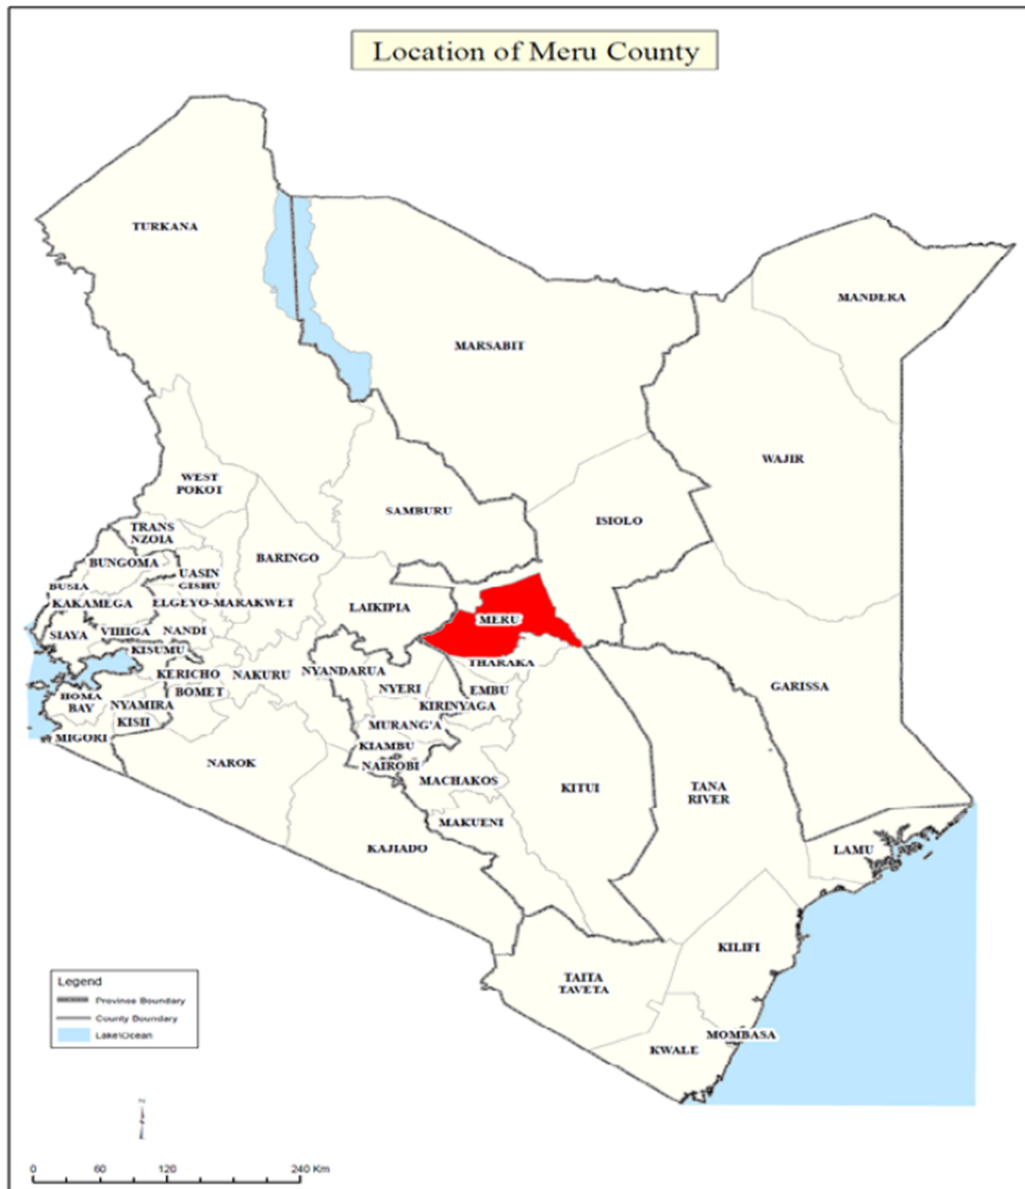 Location of Meru County
TURKANA
MANDERA
MARSABIT
WAJIR
WEST
POKOT
SAMBURU
ISIOLO
TRANS
NZOIA
BARINGO
BUNGOMA
UASIN
GISHU
BUSIA
KAKAMEGA
ELGEYO-MARAKWET
LAIKIPIA
MERU
SIAYA
VIHIGA
NANDI
KISUMU
THARAKA
KERICHO
NAKURU
NYANDARUA
GARISSA
NYERI
EMBU
BOMET
HOMA
BAY
NYAMIRA
KIRINYAGA
KISII
MURANG'A
MIGORI
KIAMBU
NAROK
NAIROBI
MACHAKOS
KITUI
TANA
RIVER
MAKUENI
KAJIADO
LAMU
KILIFI
TAITA
TAVETA
MOMBASA
KWALE
Legend
Province Boundary
County Boundary
Lake/Ocean
0 60 120 240 Km